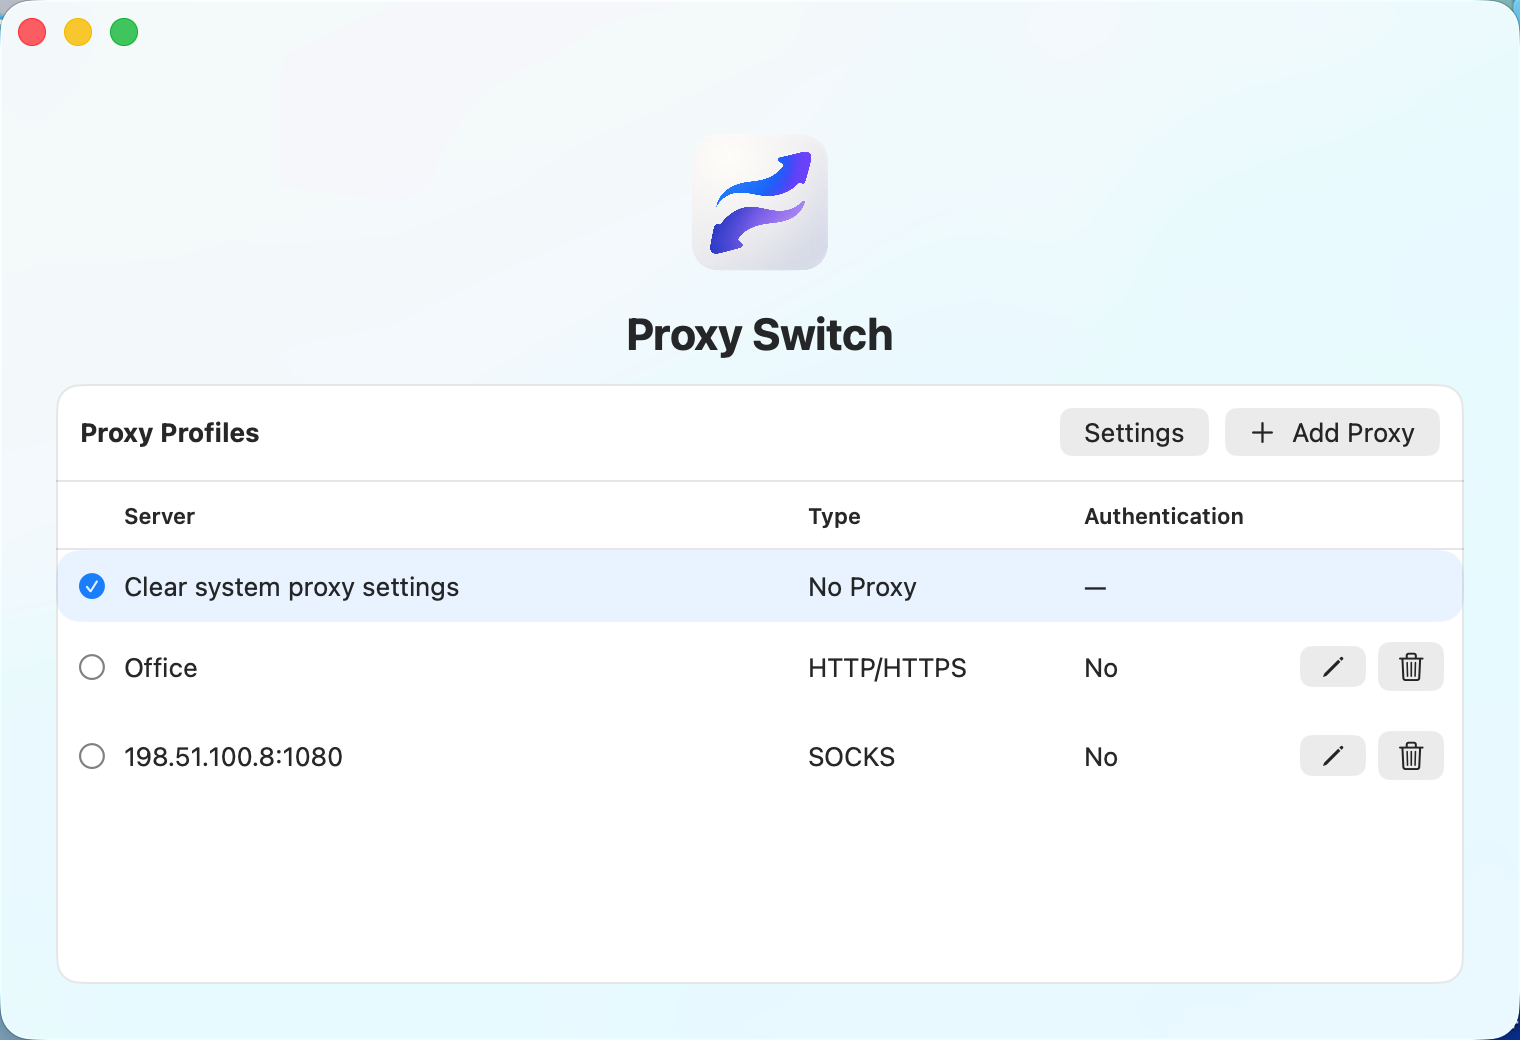 Proxy Switch
Proxy Profiles Settings + Add Proxy
Server Type Authentication
Clear system proxy settings No Proxy —
Office HTTP/HTTPS No
198.51.100.8:1080 SOCKS No